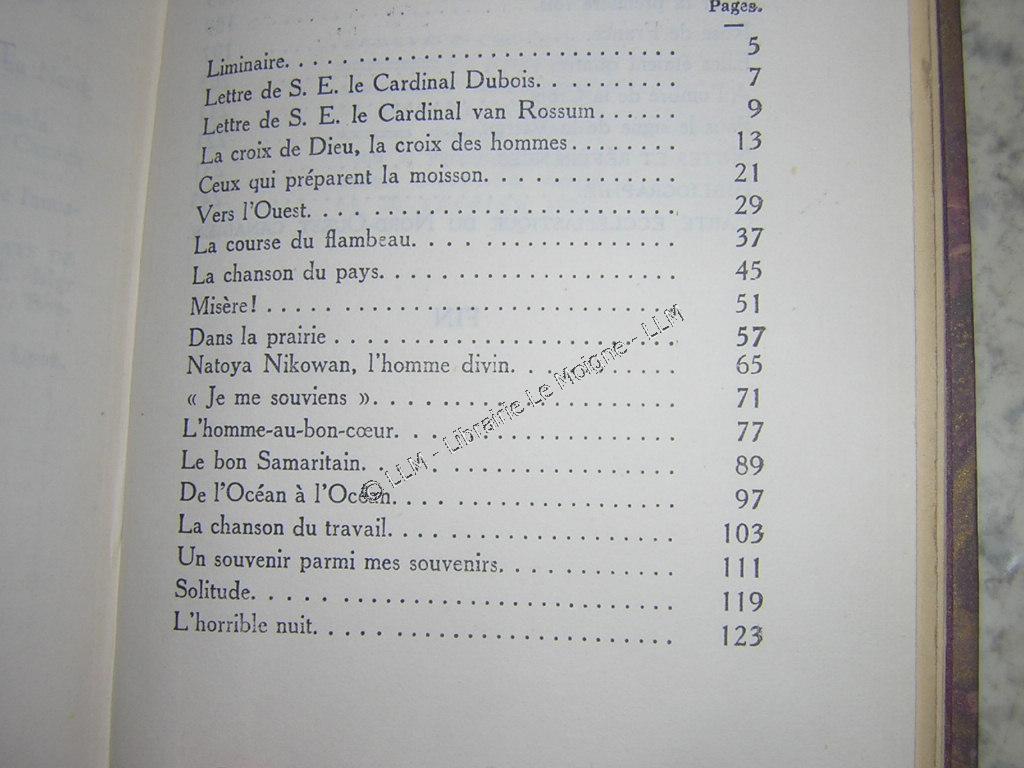 Pages.
Liminaire. 5
Lettre de S. E. le Cardinal Dubois. 7
Lettre de S. E. le Cardinal van Rossum. 9
La croix de Dieu, la croix des hommes. 13
Ceux qui préparent la moisson. 21
Vers l'Ouest. 29
La course du flambeau. 37
La chanson du pays. 45
Misère! 51
Dans la prairie 57
Natoya Nikowan, l'homme divin. 65
« Je me souviens ». 71
L'homme-au-bon-cœur. 77
Le bon Samaritain. 89
De l'Océan à l'Océan. 97
La chanson du travail. 103
Un souvenir parmi mes souvenirs. 111
Solitude. 119
L'horrible nuit. 123
© LLM - Librairie Le Moigne - LLM